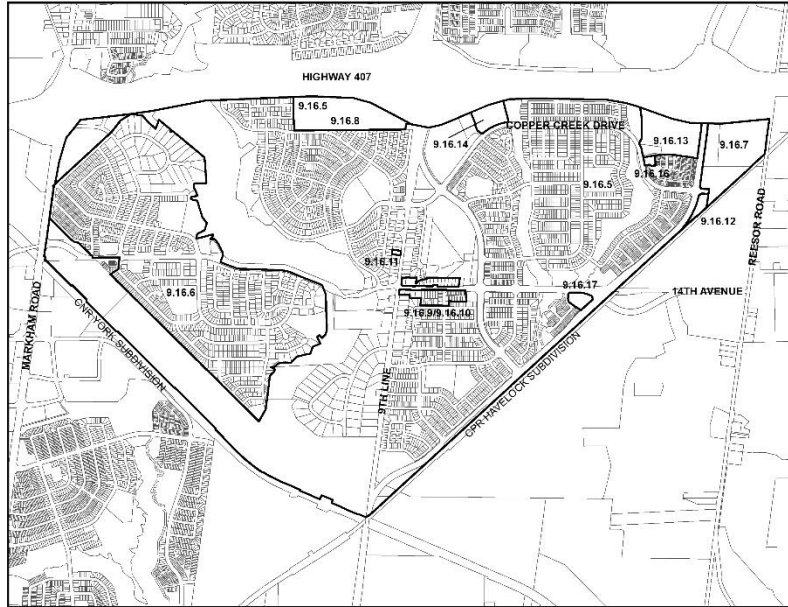 HIGHWAY 407
9.16.5
9.16.8
COPPER CREEK DRIVE
9.16.14
9.16.13
9.16.7
9.16.16
9.16.5
9.16.12
REESOR ROAD
9.16.11
9.16.6
9.16.17
14TH AVENUE
9.16.9/9.16.10
MARKHAM ROAD
CNR YORK SUBDIVISION
9TH LINE
CPR HAVELOCK SUBDIVISION